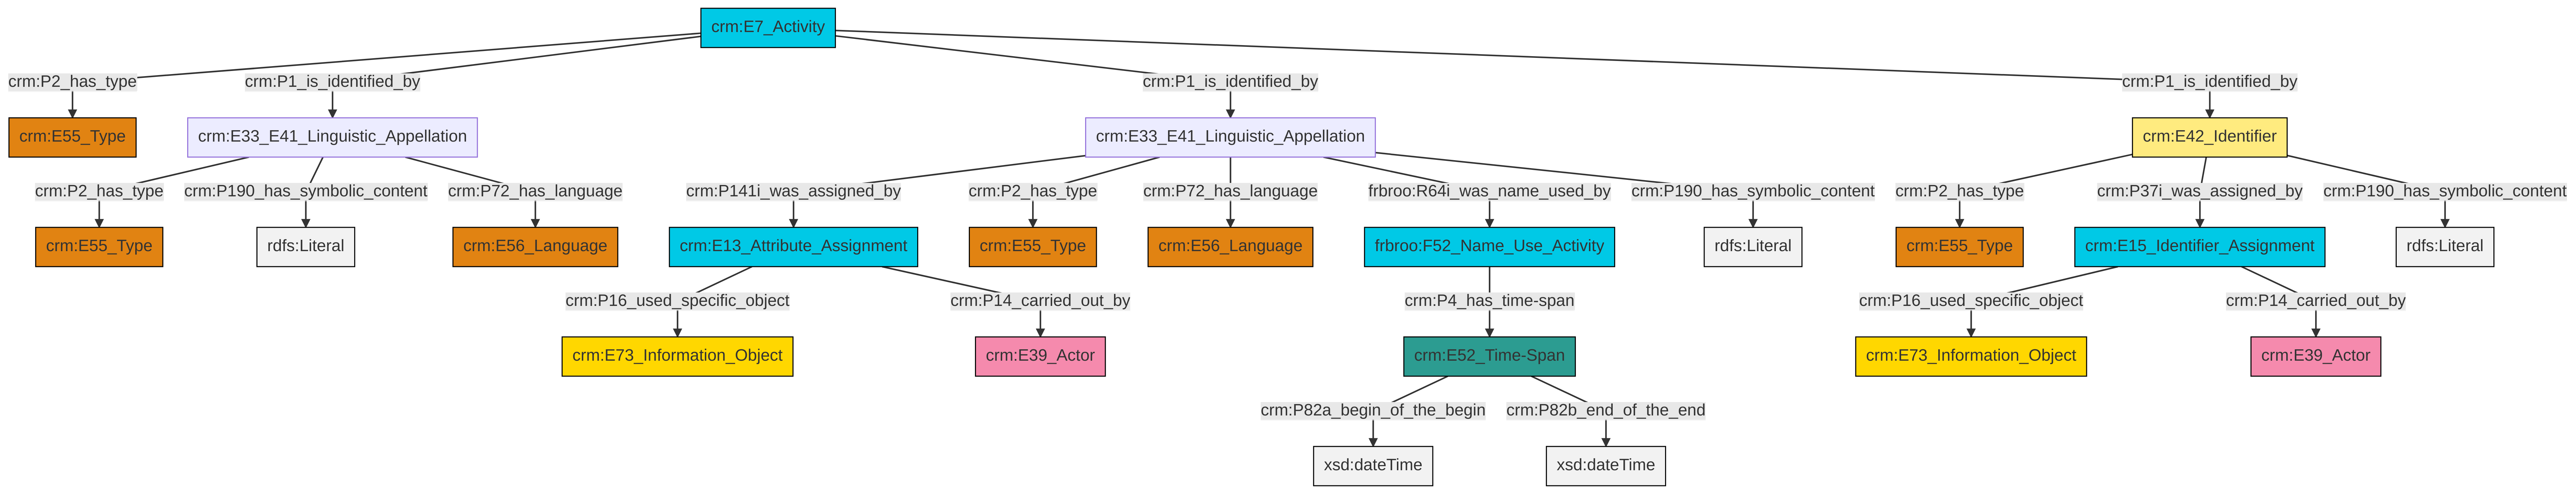 crm:E7_Activity
crm:P2_has_type
crm:P1_is_identified_by
crm:P1_is_identified_by
crm:P1_is_identified_by
crm:E55_Type
crm:E33_E41_Linguistic_Appellation
crm:E33_E41_Linguistic_Appellation
crm:E42_Identifier
crm:P2_has_type
crm:P190_has_symbolic_content
crm:P72_has_language
crm:P141i_was_assigned_by
crm:P2_has_type
crm:P72_has_language
frbroo:R64i_was_name_used_by
crm:P190_has_symbolic_content
crm:P2_has_type
crm:P37i_was_assigned_by
crm:P190_has_symbolic_content
crm:E55_Type
rdfs:Literal
crm:E56_Language
crm:E13_Attribute_Assignment
crm:E55_Type
crm:E56_Language
frbroo:F52_Name_Use_Activity
rdfs:Literal
crm:E55_Type
crm:E15_Identifier_Assignment
rdfs:Literal
crm:P16_used_specific_object
crm:P14_carried_out_by
crm:P4_has_time-span
crm:P16_used_specific_object
crm:P14_carried_out_by
crm:E73_Information_Object
crm:E39_Actor
crm:E52_Time-Span
crm:E73_Information_Object
crm:E39_Actor
crm:P82a_begin_of_the_begin
crm:P82b_end_of_the_end
xsd:dateTime
xsd:dateTime